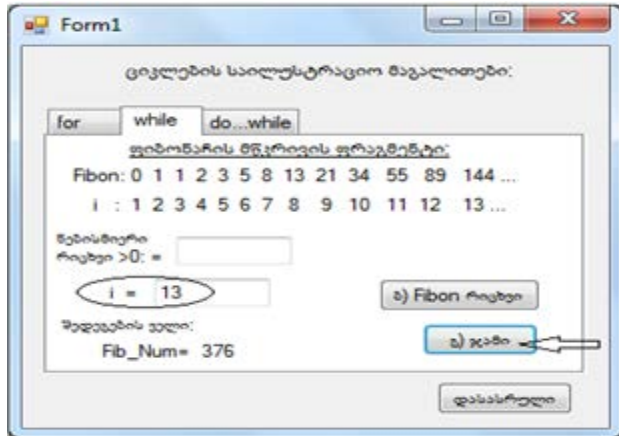 Form1
ციკლების საილუსტრაციო მაგალითები:
for while do...while
ფიბონაჩის მწკრივის ფრაგმენტი:
Fibon: 0 1 1 2 3 5 8 13 21 34 55 89 144 ...
i : 1 2 3 4 5 6 7 8 9 10 11 12 13 ...
ნებისმიერი
რიცხვი >0: =
i = 13
ბ) Fibon რიცხვი
შედეგების ველი:
გ) ჯამი
Fib_Num= 376
დასასრული